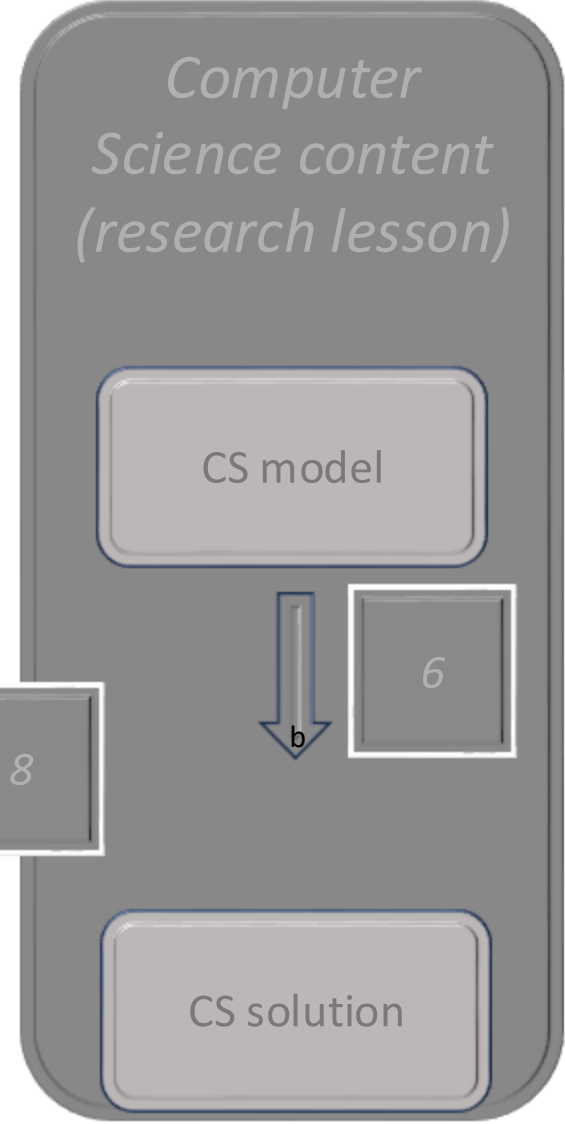 Computer
Science content
(research lesson)
CS model
6
b
8
CS solution